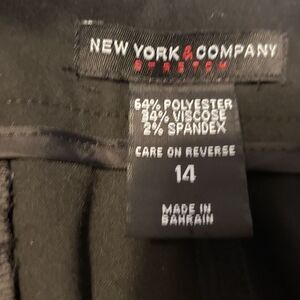 NEW YORK & COMPANY
STRETCH
64% POLYESTER
34% VISCOSE
2% SPANDEX
CARE ON REVERSE
14
MADE IN
BAHRAIN